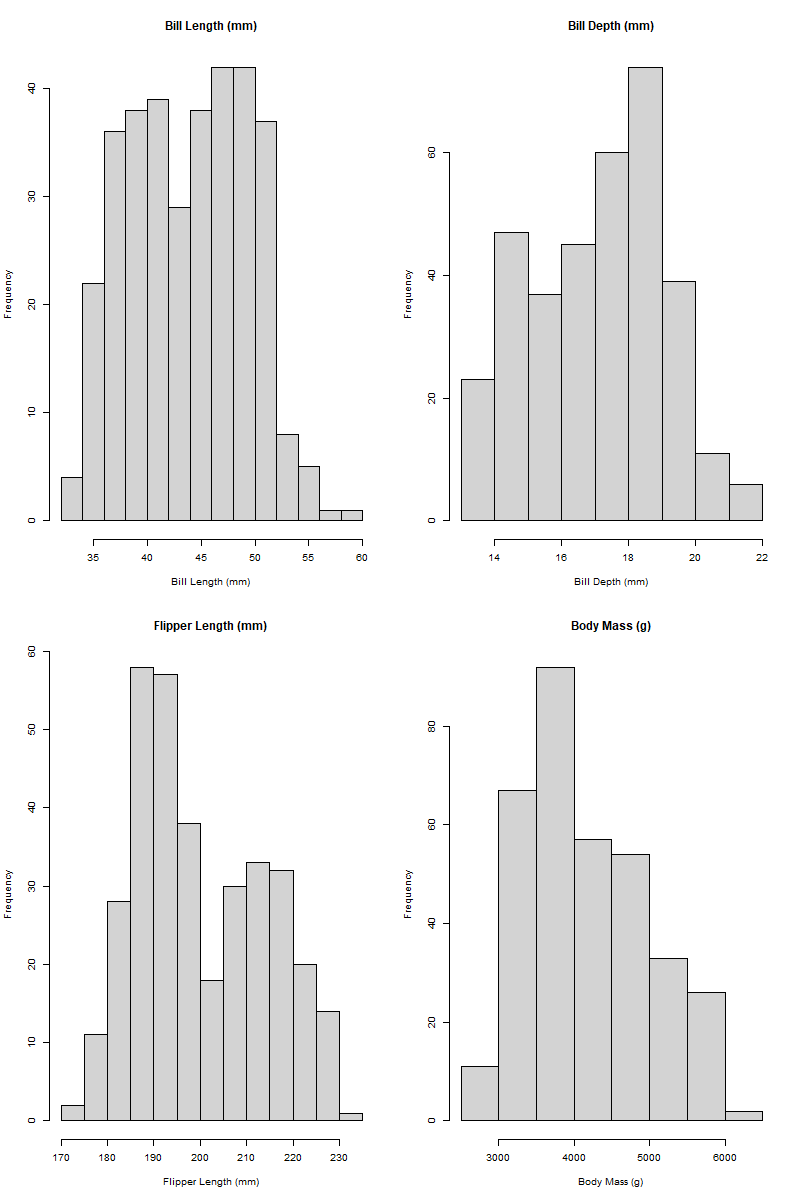 Bill Length (mm)
Frequency
0
10
20
30
40
35 40 45 50 55 60
Bill Length (mm)
Bill Depth (mm)
Frequency
0
20
40
60
14 16 18 20 22
Bill Depth (mm)
Flipper Length (mm)
Frequency
0
10
20
30
40
50
60
170 180 190 200 210 220 230
Flipper Length (mm)
Body Mass (g)
Frequency
0
20
40
60
80
3000 4000 5000 6000
Body Mass (g)